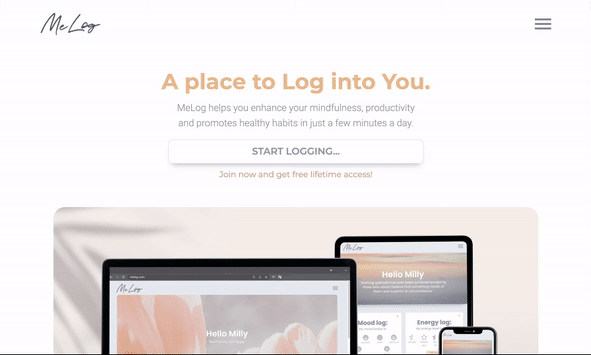 MeLog
A place to Log into You.
MeLog helps you enhance your mindfulness, productivity
and promotes healthy habits in just a few minutes a day.
START LOGGING...
Join now and get free lifetime access!
MeLog
Hello Milly
MeLog
Hello Milly
Mood log:
Energy log: